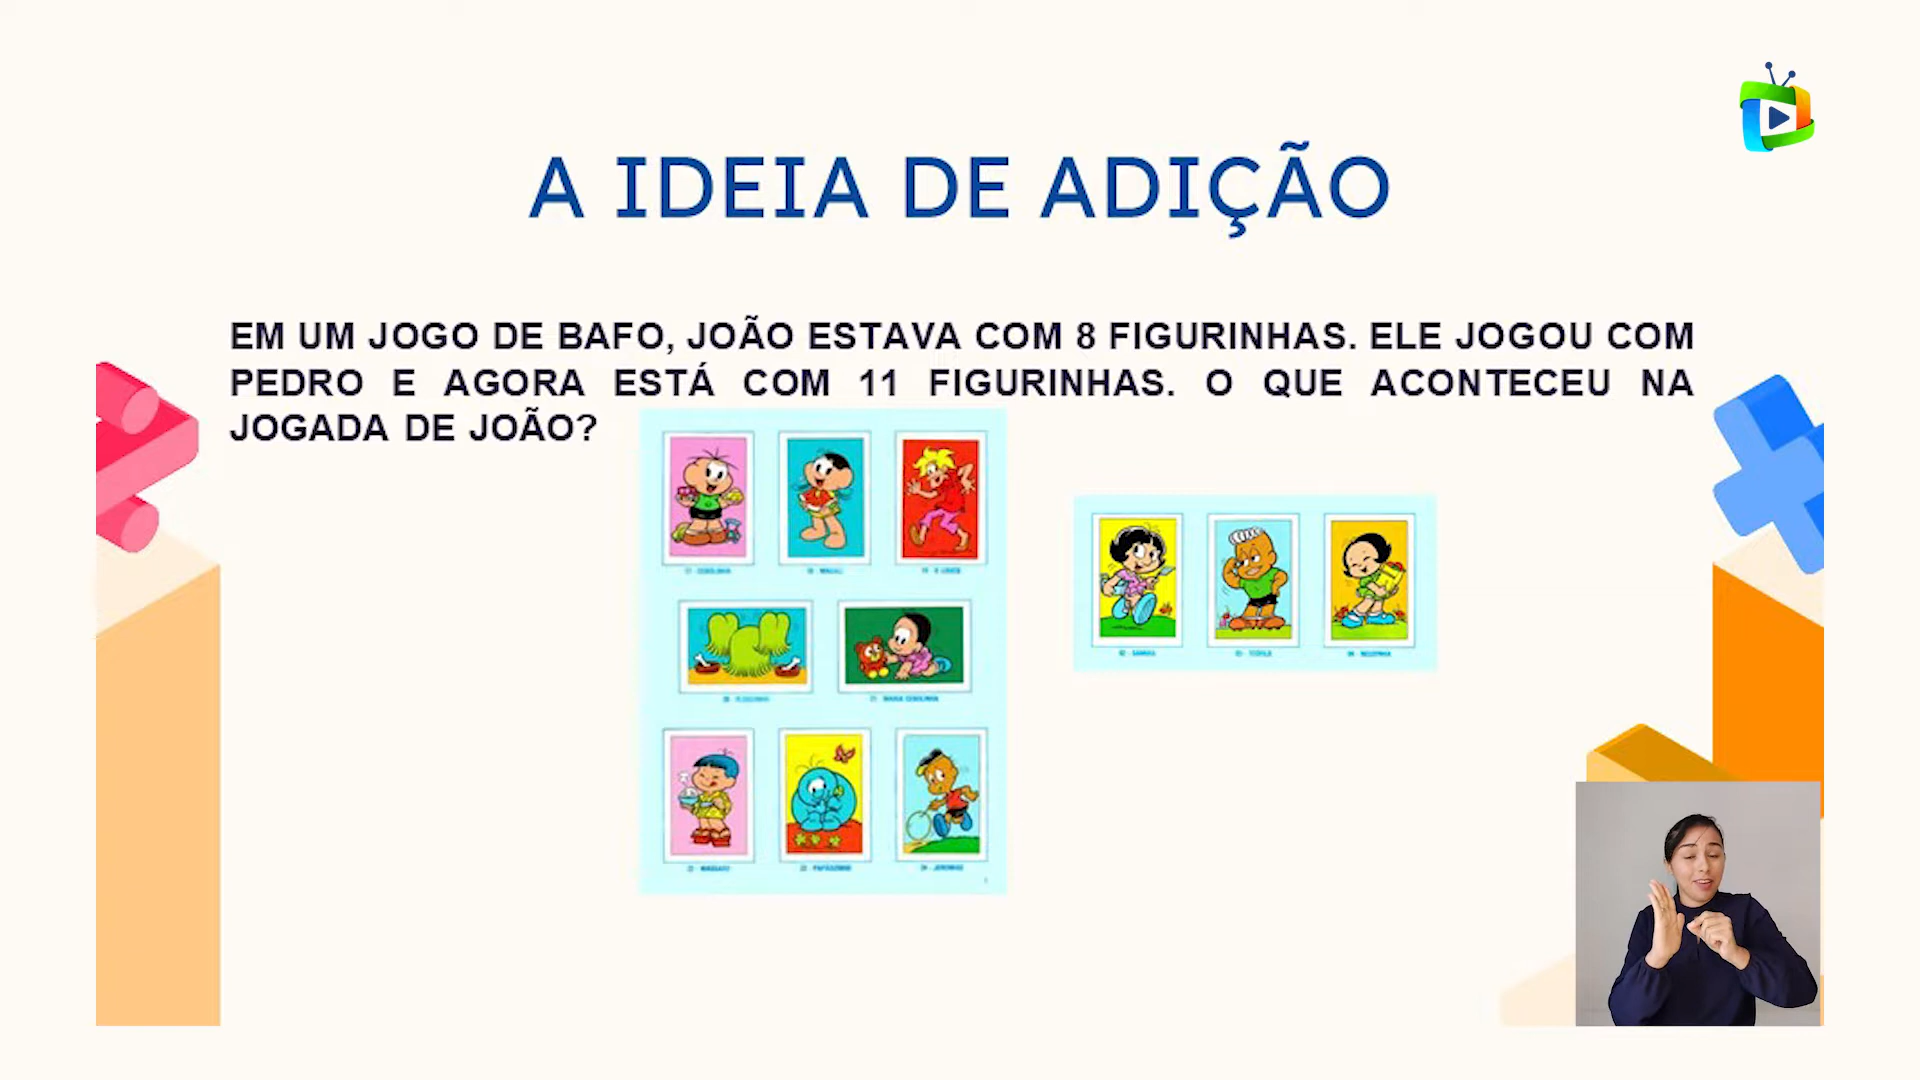 A IDEIA DE ADIÇÃO
EM UM JOGO DE BAFO, JOÃO ESTAVA COM 8 FIGURINHAS. ELE JOGOU COM
PEDRO E AGORA ESTÁ COM 11 FIGURINHAS. O QUE ACONTECEU NA
JOGADA DE JOÃO?